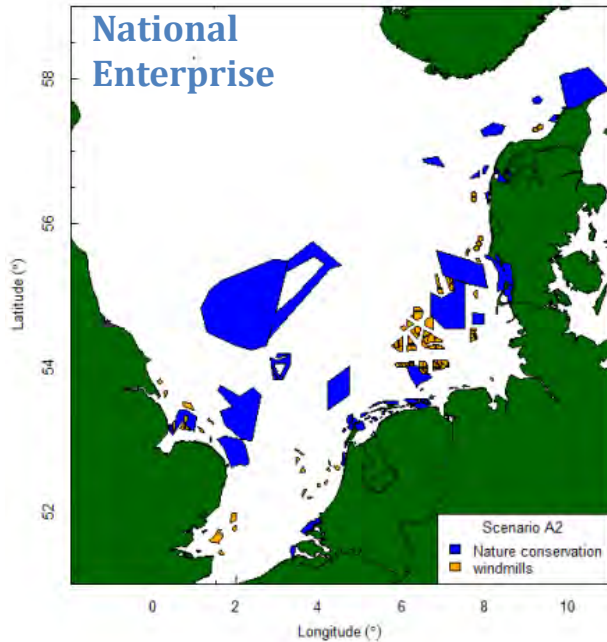 National
Enterprise
58
56
54
52
Latitude (°)
Scenario A2
Nature conservation
windmills
0 2 4 6 8 10
Longitude (°)